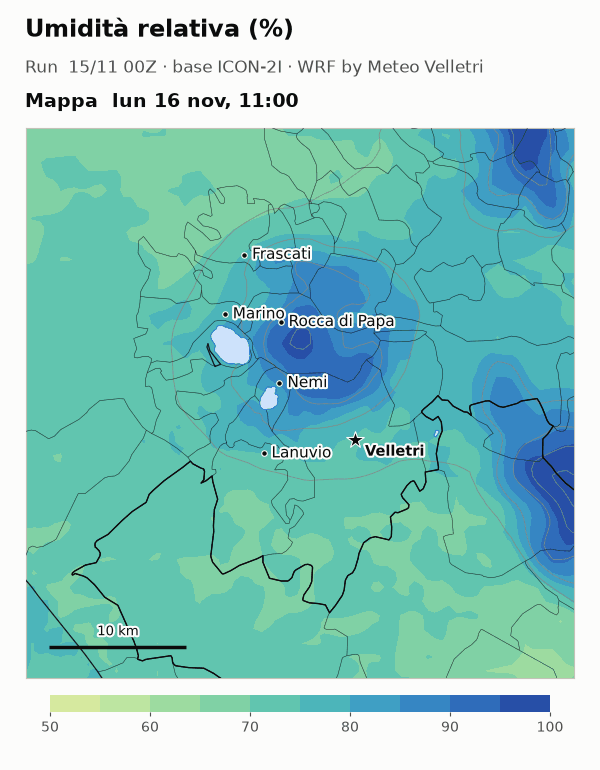 Umidità relativa (%)
Run  15/11 00Z · base ICON-2I · WRF by Meteo Velletri
Mappa  lun 16 nov, 11:00
Frascati
Marino
Rocca di Papa
Nemi
Velletri
Lanuvio
10 km
50 60 70 80 90 100